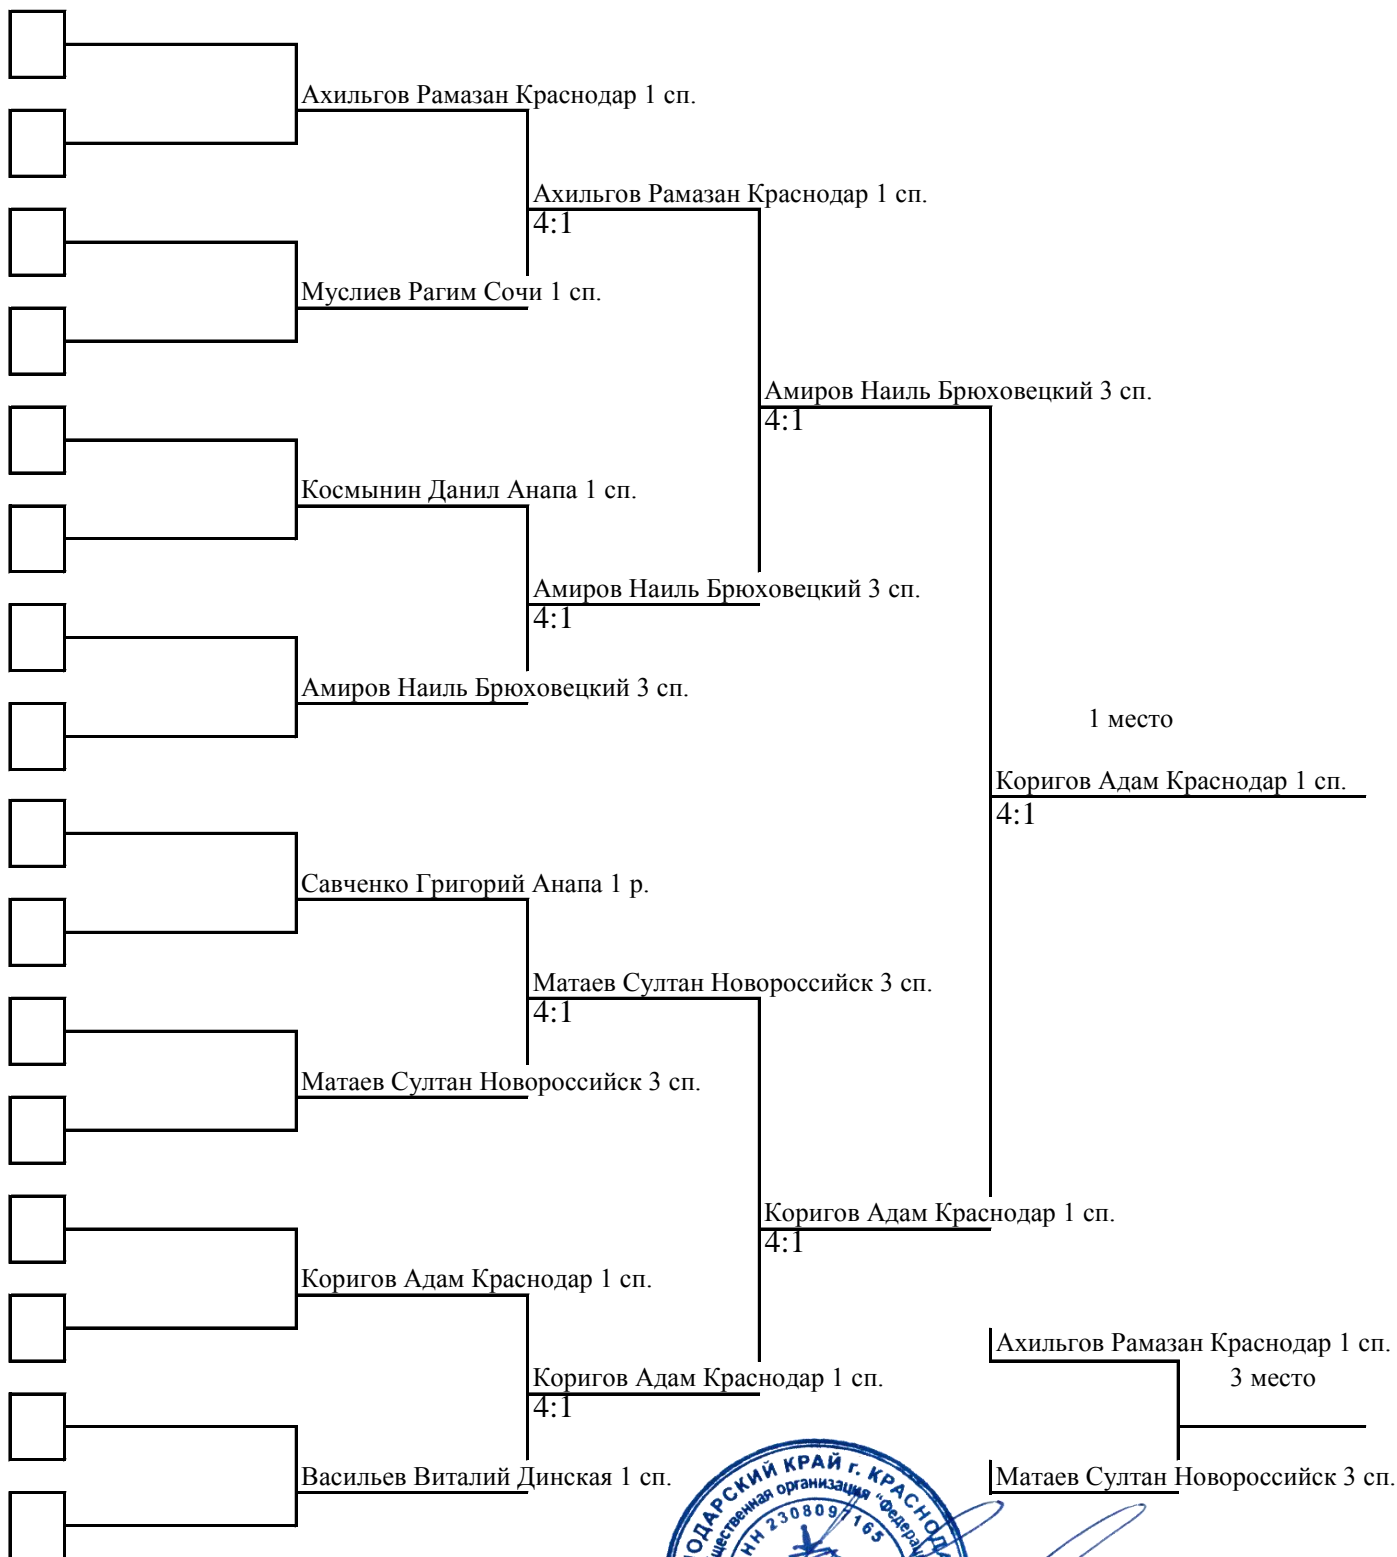 Ахильгов Рамазан Краснодар 1 сп.
Ахильгов Рамазан Краснодар 1 сп.
4:1
Муслиев Рагим Сочи 1 сп.
Амиров Наиль Брюховецкий 3 сп.
4:1
Космынин Данил Анапа 1 сп.
Амиров Наиль Брюховецкий 3 сп.
4:1
Амиров Наиль Брюховецкий 3 сп.
1 место
Коригов Адам Краснодар 1 сп.
4:1
Савченко Григорий Анапа 1 р.
Матаев Султан Новороссийск 3 сп.
4:1
Матаев Султан Новороссийск 3 сп.
Коригов Адам Краснодар 1 сп.
4:1
Коригов Адам Краснодар 1 сп.
Ахильгов Рамазан Краснодар 1 сп.
3 место
Коригов Адам Краснодар 1 сп.
4:1
Васильев Виталий Динская 1 сп.
Матаев Султан Новороссийск 3 сп.
КРАЙ г.
организация
2308097165